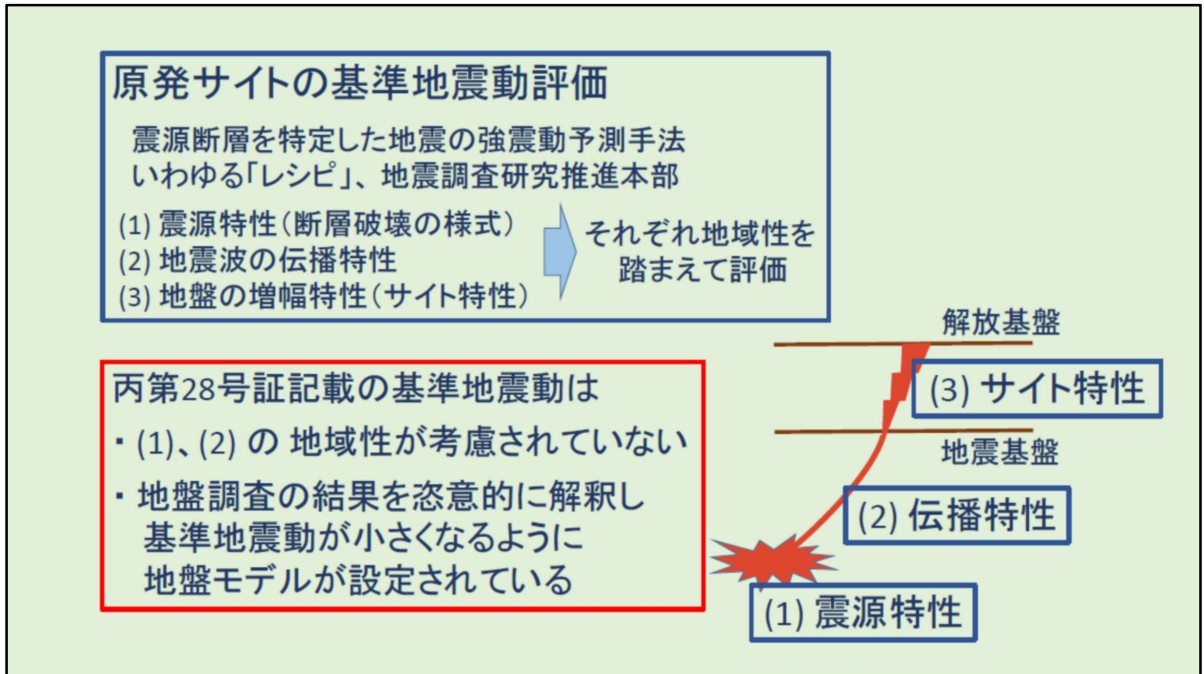 原発サイトの基準地震動評価
震源断層を特定した地震の強震動予測手法
いわゆる「レシピ」、地震調査研究推進本部
(1) 震源特性(断層破壊の様式)
(2) 地震波の伝播特性
(3) 地盤の増幅特性(サイト特性)
それぞれ地域性を
踏まえて評価
丙第28号証記載の基準地震動は
・(1)、(2) の 地域性が考慮されていない
・地盤調査の結果を恣意的に解釈し
基準地震動が小さくなるように
地盤モデルが設定されている
解放基盤
(3) サイト特性
地震基盤
(2) 伝播特性
(1) 震源特性